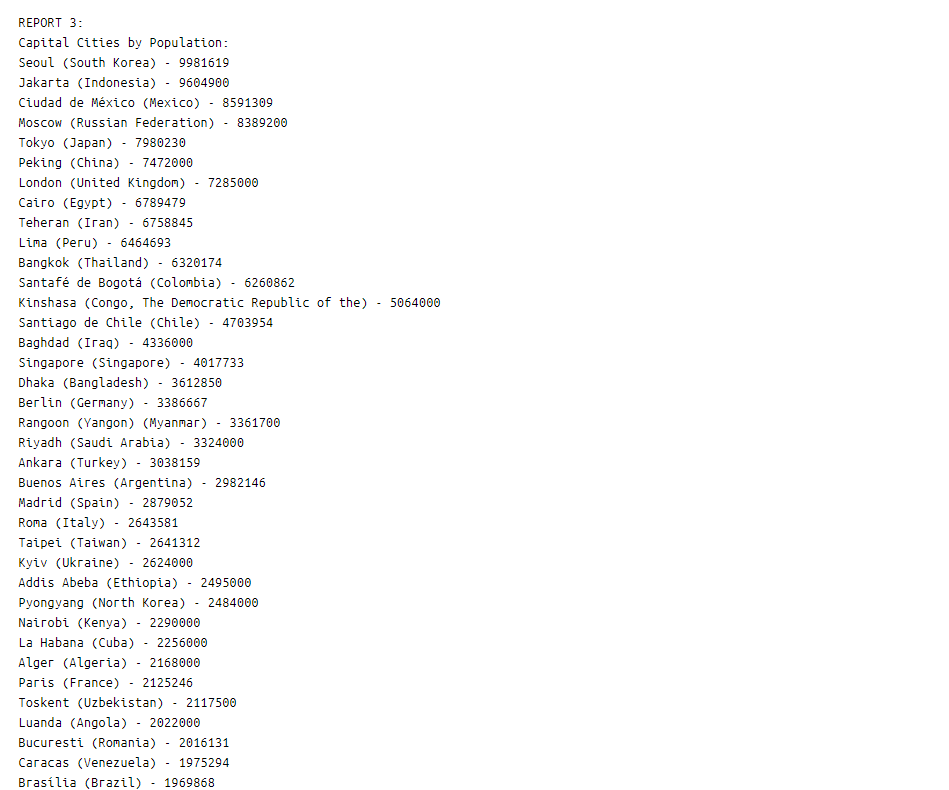 REPORT 3:
Capital Cities by Population:
Seoul (South Korea) - 9981619
Jakarta (Indonesia) - 9604900
Ciudad de México (Mexico) - 8591309
Moscow (Russian Federation) - 8389200
Tokyo (Japan) - 7980230
Peking (China) - 7472000
London (United Kingdom) - 7285000
Cairo (Egypt) - 6789479
Teheran (Iran) - 6758845
Lima (Peru) - 6464693
Bangkok (Thailand) - 6320174
Santafé de Bogotá (Colombia) - 6260862
Kinshasa (Congo, The Democratic Republic of the) - 5064000
Santiago de Chile (Chile) - 4703954
Baghdad (Iraq) - 4336000
Singapore (Singapore) - 4017733
Dhaka (Bangladesh) - 3612850
Berlin (Germany) - 3386667
Rangoon (Yangon) (Myanmar) - 3361700
Riyadh (Saudi Arabia) - 3324000
Ankara (Turkey) - 3038159
Buenos Aires (Argentina) - 2982146
Madrid (Spain) - 2879052
Roma (Italy) - 2643581
Taipei (Taiwan) - 2641312
Kyiv (Ukraine) - 2624000
Addis Abeba (Ethiopia) - 2495000
Pyongyang (North Korea) - 2484000
Nairobi (Kenya) - 2290000
La Habana (Cuba) - 2256000
Alger (Algeria) - 2168000
Paris (France) - 2125246
Toskent (Uzbekistan) - 2117500
Luanda (Angola) - 2022000
Bucuresti (Romania) - 2016131
Caracas (Venezuela) - 1975294
Brasília (Brazil) - 1969868